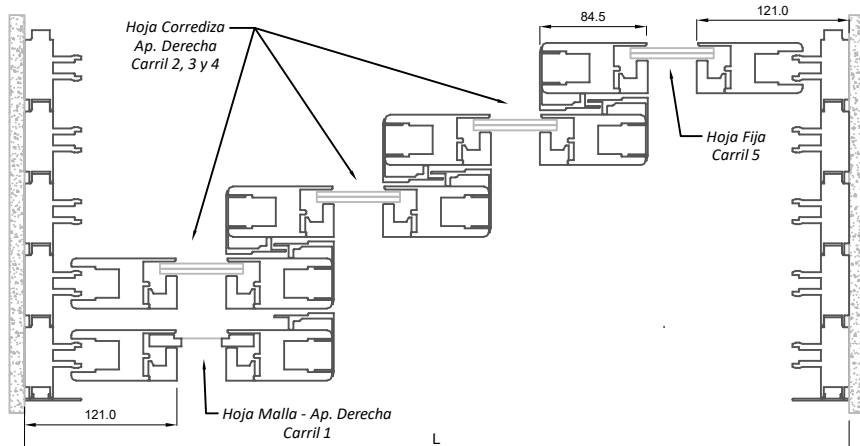 Hoja Corrediza
Ap. Derecha
Carril 2, 3 y 4
84.5
121.0
Hoja Fija
Carril 5
121.0
Hoja Malla - Ap. Derecha
Carril 1
L